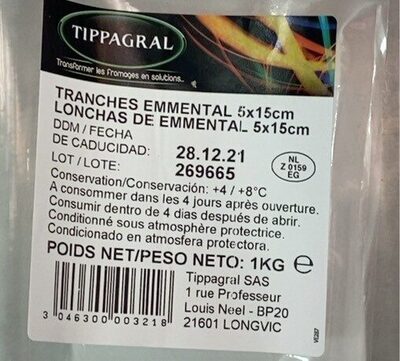 TIPPAGRAL
Transformer les fromages en solutions...
TRANCHES EMMENTAL 5x15cm
LONCHAS DE EMMENTAL 5x15cm
DDM / FECHA
DE CADUCIDAD: 28.12.21
LOT / LOTE: 269665
NL
Z 0159
EG
Conservation/Conservación: +4 / +8°C
A consommer dans les 4 jours après ouverture.
Consumir dentro de 4 dias después de abrir.
Conditionné sous atmosphère protectrice.
Condicionado en atmosfera protectora.
POIDS NET/PESO NETO: 1KG e
Tippagral SAS
1 rue Professeur
Louis Neel - BP20
21601 LONGVIC
3 046300 003218